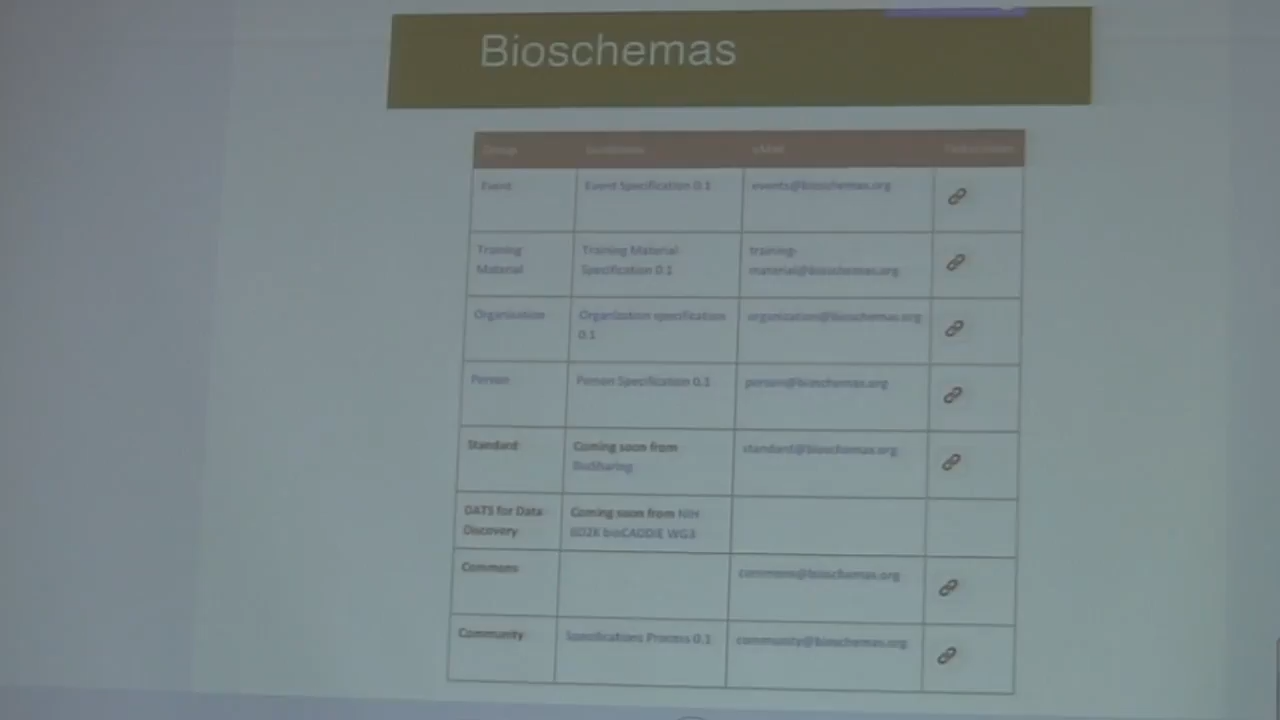 Bioschemas
Group
Event
Event Specification 0.1
events@bioschemas.org
Training
Material
Training Material
Specification 0.1
training-
material@bioschemas.org
Organization
Organization specification
0.1
organization@bioschemas.org
Person
Person Specification 0.1
person@bioschemas.org
Standard
Coming soon from
BioSharing
standard@bioschemas.org
DATS for Data
Discovery
Coming soon from NIH
BD2K bioCADDIE WG3
Commons
commons@bioschemas.org
Community
Specifications Process 0.1
community@bioschemas.org